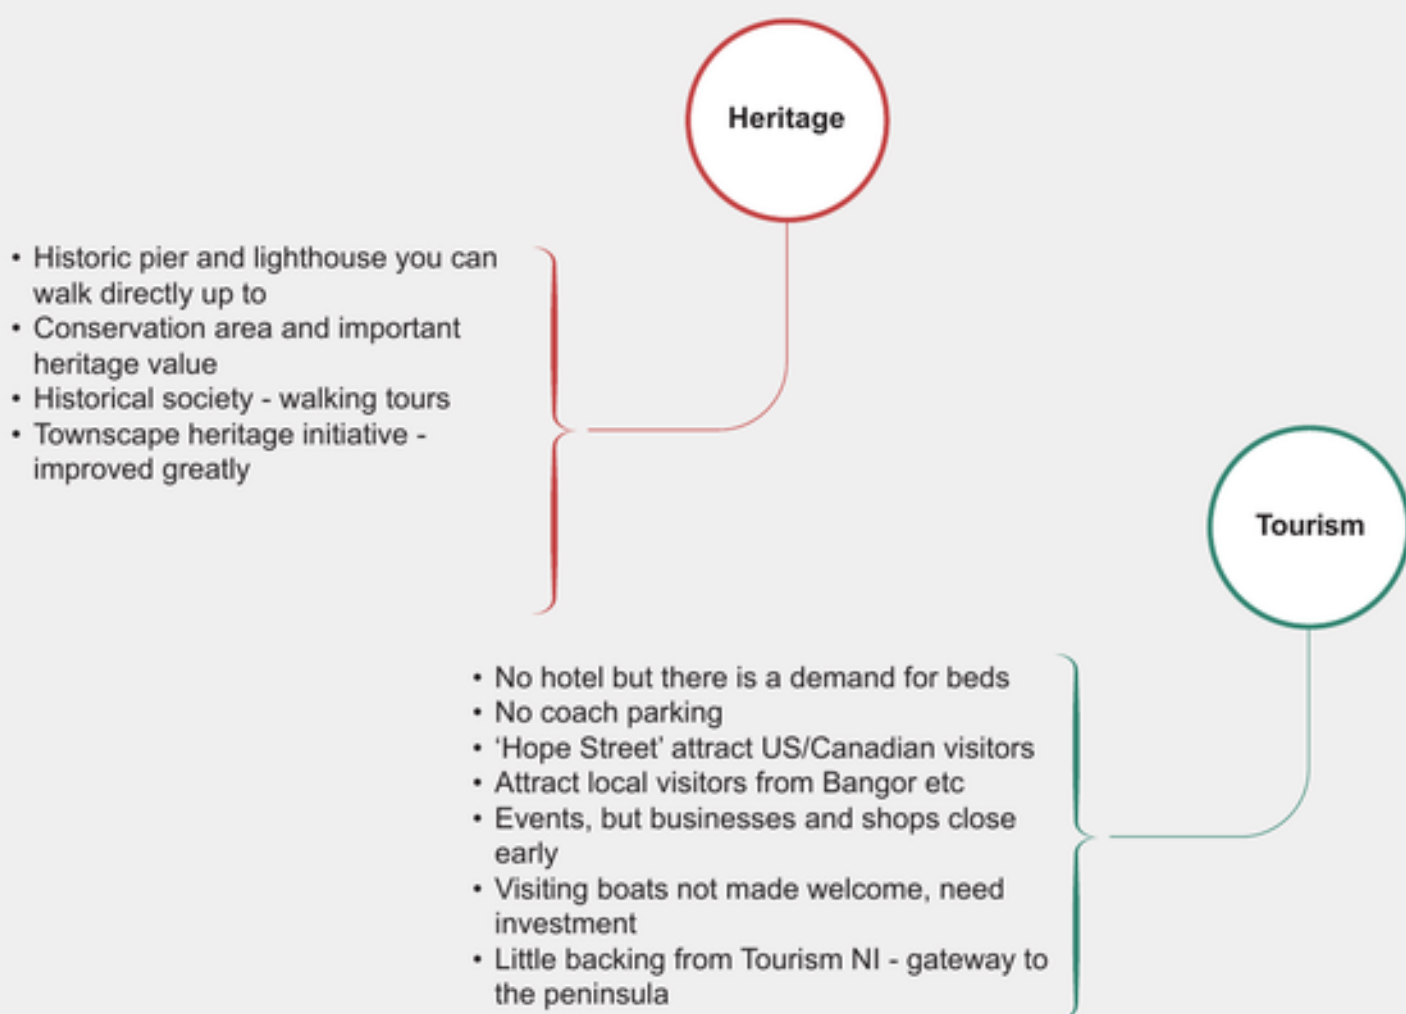 Heritage
• Historic pier and lighthouse you can
walk directly up to
• Conservation area and important
heritage value
• Historical society - walking tours
• Townscape heritage initiative -
improved greatly
Tourism
• No hotel but there is a demand for beds
• No coach parking
• ‘Hope Street’ attract US/Canadian visitors
• Attract local visitors from Bangor etc
• Events, but businesses and shops close
early
• Visiting boats not made welcome, need
investment
• Little backing from Tourism NI - gateway to
the peninsula